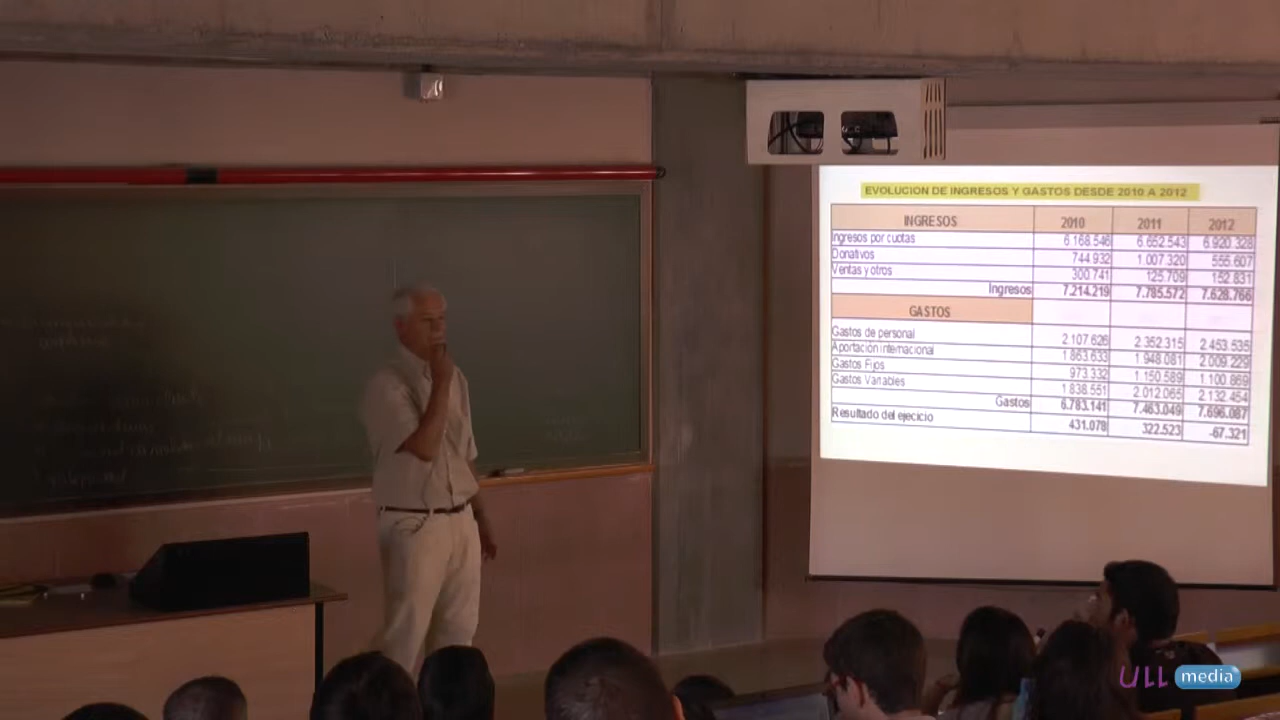 EVOLUCION DE INGRESOS Y GASTOS DESDE 2010 A 2012
INGRESOS 2010 2011 2012
Ingresos por cuotas 6.168.546 6.652.543 6.920.328
Donativos 744.932 1.007.320 555.607
Ventas y otros 300.741 125.709 152.831
Ingresos 7.214.219 7.785.572 7.628.766
GASTOS
Gastos de personal 2.107.626 2.352.315 2.453.535
Aportación internacional 1.863.633 1.948.081 2.009.229
Gastos Fijos 973.332 1.150.589 1.100.869
Gastos Variables 1.838.551 2.012.065 2.132.454
Gastos 6.783.141 7.463.049 7.696.087
Resultado del ejecicio 431.078 322.523 -67.321
ULL media